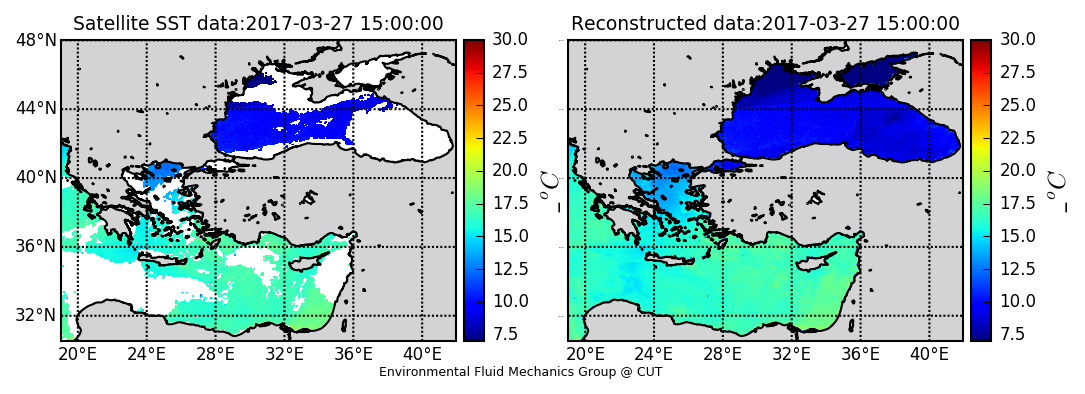 Satellite SST data:2017-03-27 15:00:00
48°N
44°N
40°N
36°N
32°N
20°E 24°E 28°E 32°E 36°E 40°E
30.0
27.5
25.0
22.5
20.0
17.5
15.0
12.5
10.0
7.5
_°C
Reconstructed data:2017-03-27 15:00:00
20°E 24°E 28°E 32°E 36°E 40°E
30.0
27.5
25.0
22.5
20.0
17.5
15.0
12.5
10.0
7.5
_°C
Environmental Fluid Mechanics Group @ CUT